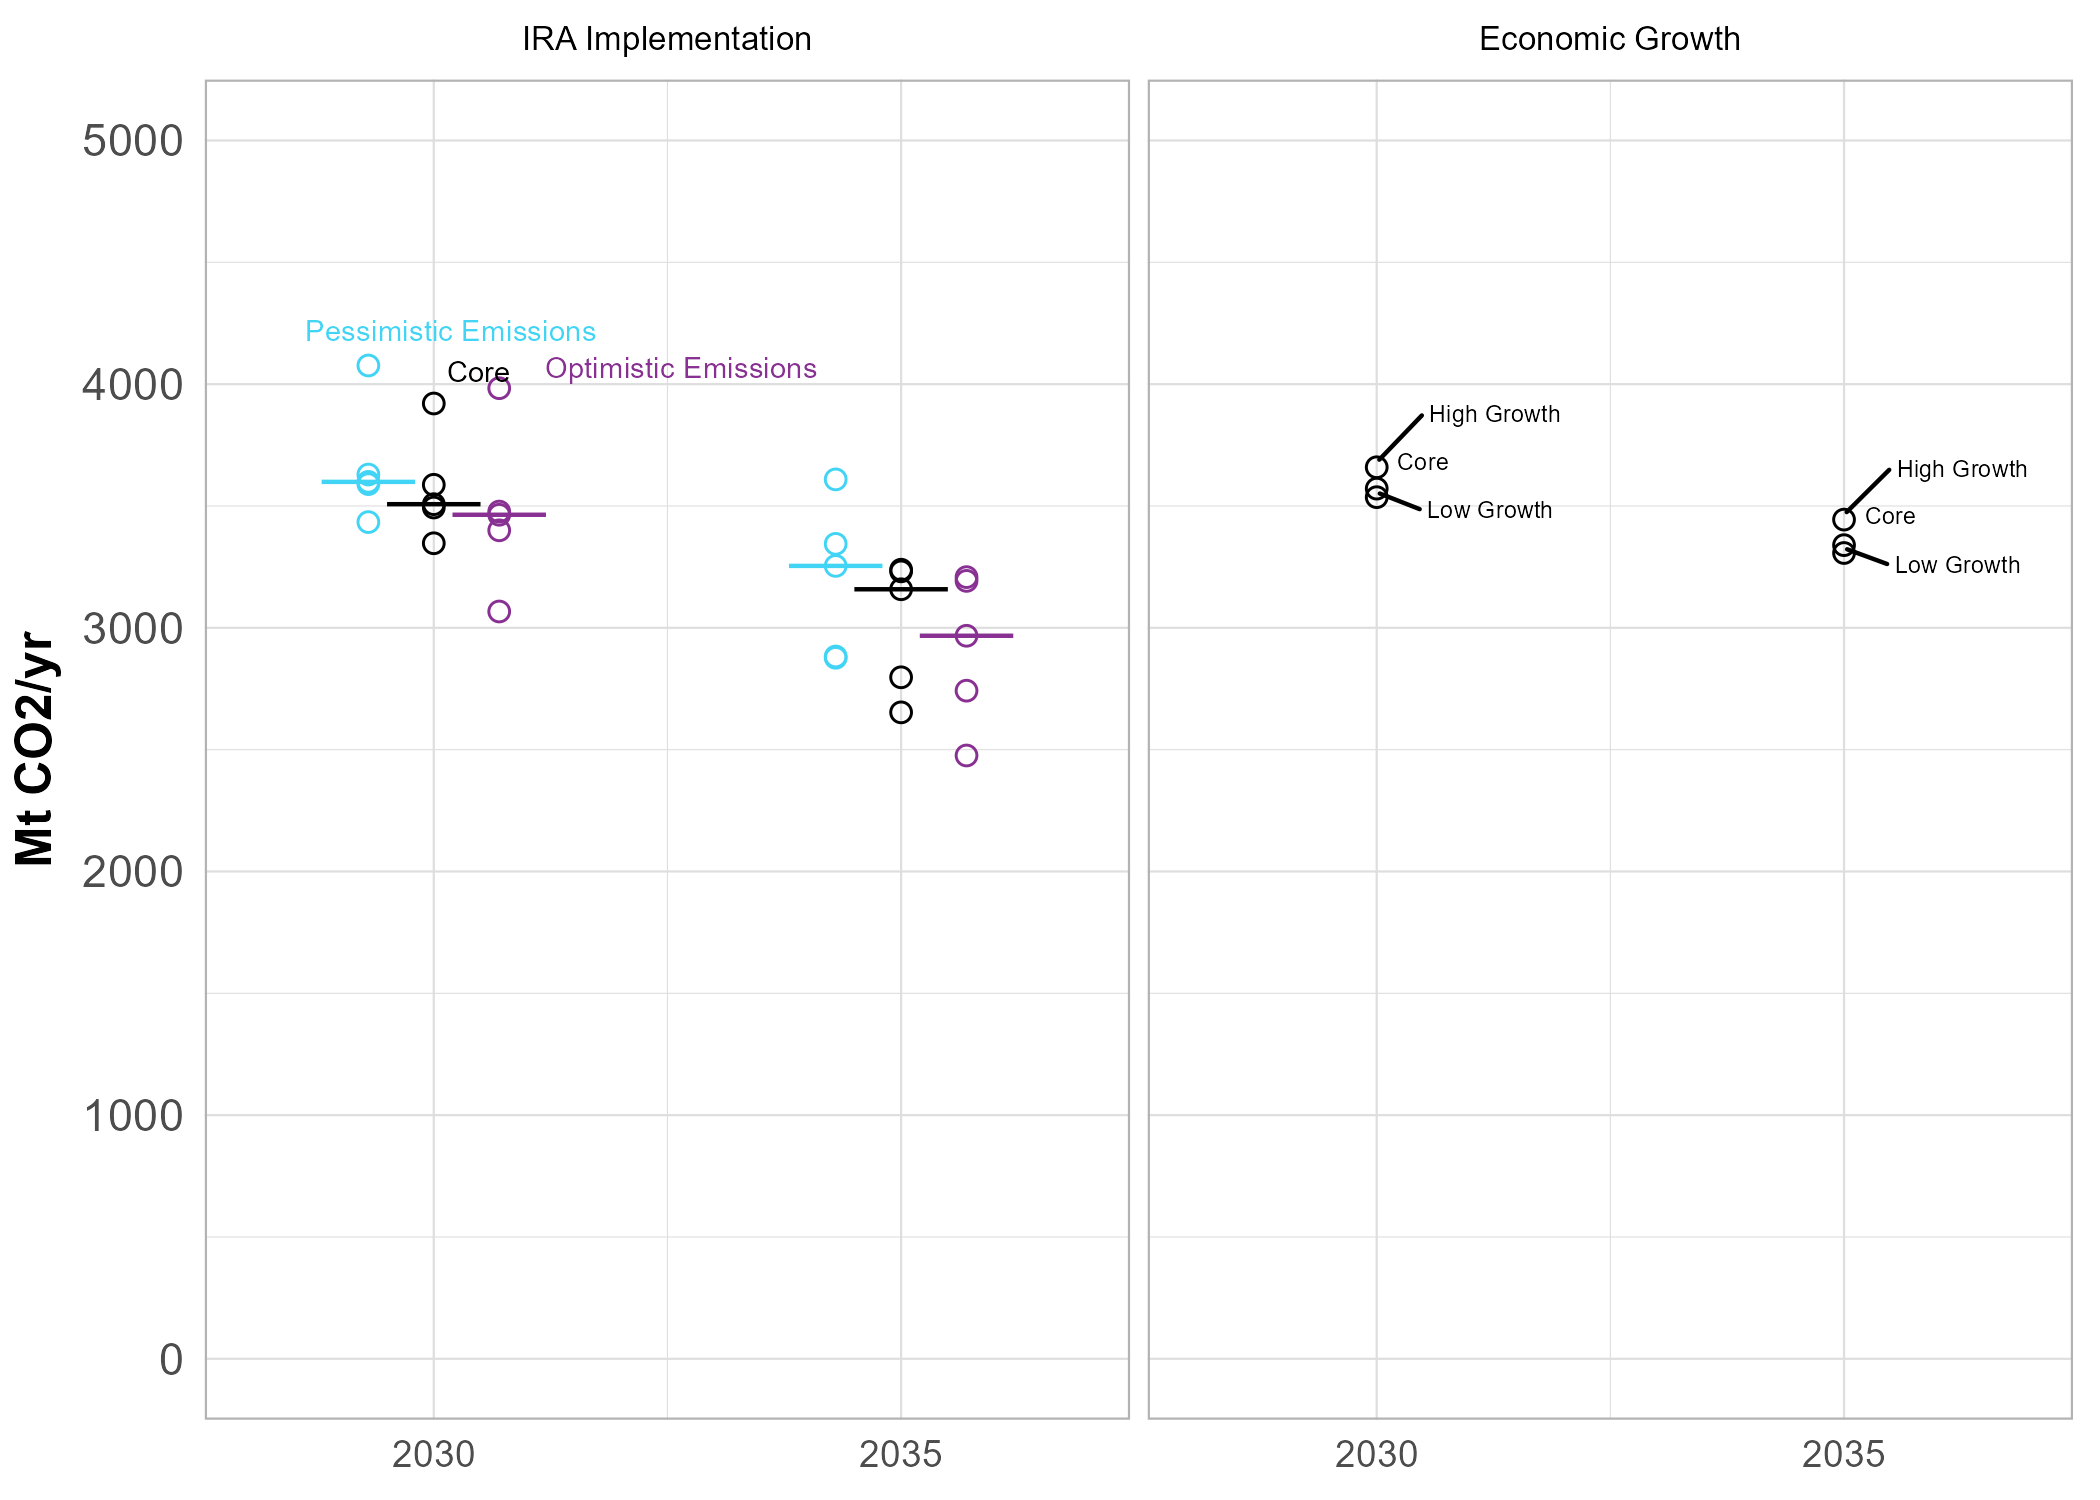 IRA Implementation
Economic Growth
Mt CO2/yr
5000
4000
3000
2000
1000
0
Pessimistic Emissions
Core
Optimistic Emissions
High Growth
Core
Low Growth
High Growth
Core
Low Growth
2030
2035
2030
2035